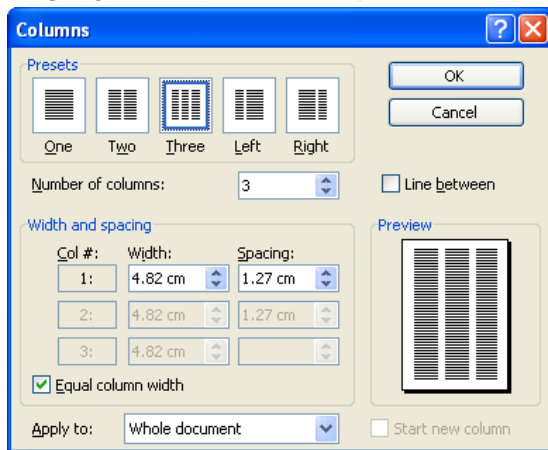 Columns
Presets
One Two Three Left Right
OK
Cancel
Number of columns: 3
Line between
Width and spacing
Col #: Width: Spacing:
1: 4.82 cm 1.27 cm
2: 4.82 cm 1.27 cm
3: 4.82 cm
Equal column width
Preview
Apply to: Whole document
Start new column